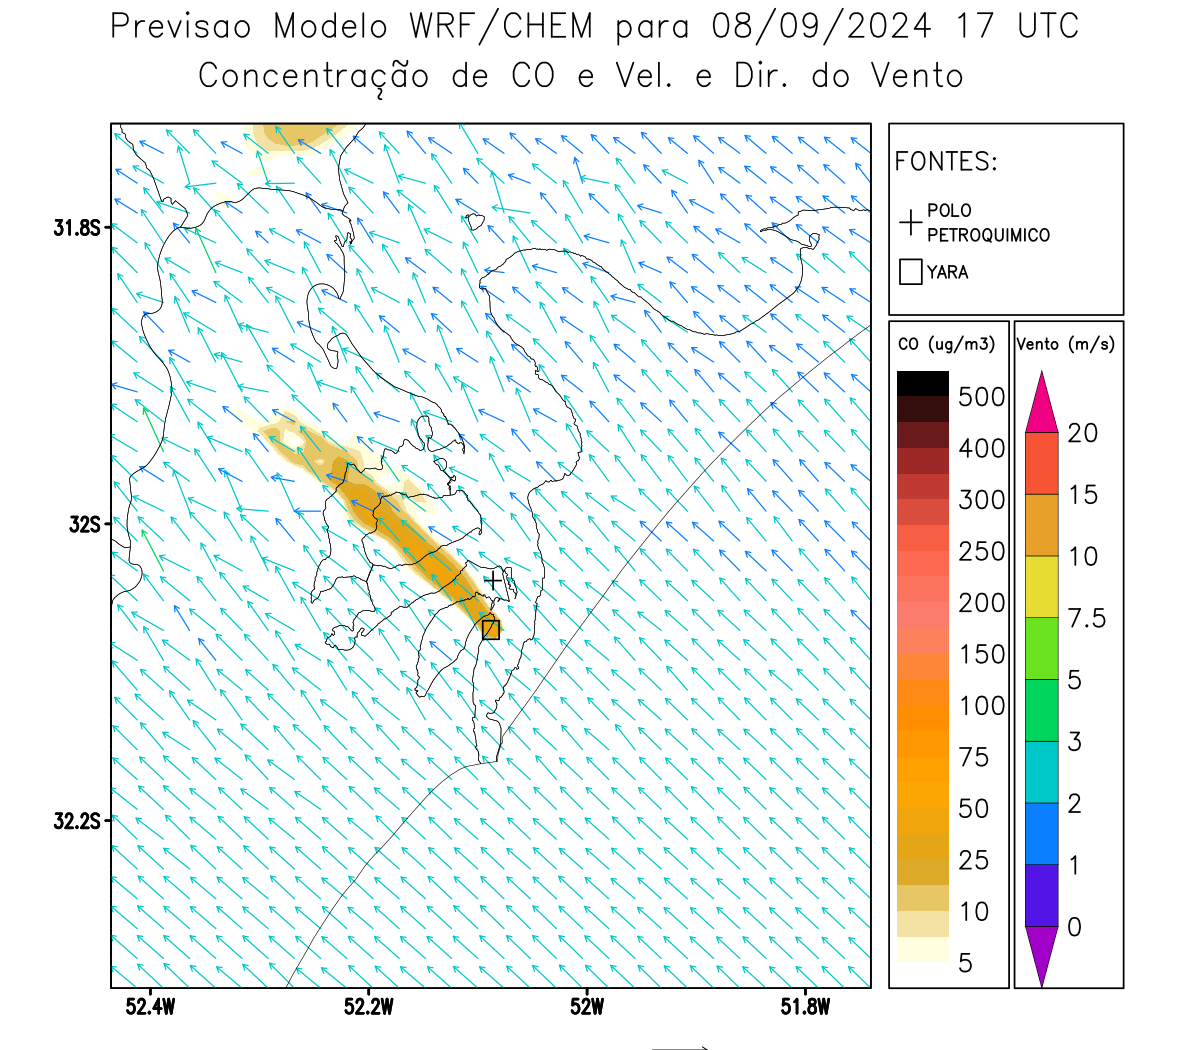 Previsao Modelo WRF/CHEM para 08/09/2024 17 UTC
Concentração de CO e Vel. e Dir. do Vento
FONTES:
POLO
PETROQUIMICO
YARA
CO (ug/m3)
500
400
300
250
200
150
100
75
50
25
10
5
Vento (m/s)
20
15
10
7.5
5
3
2
1
0
31.8S
32S
32.2S
52.4W
52.2W
52W
51.8W